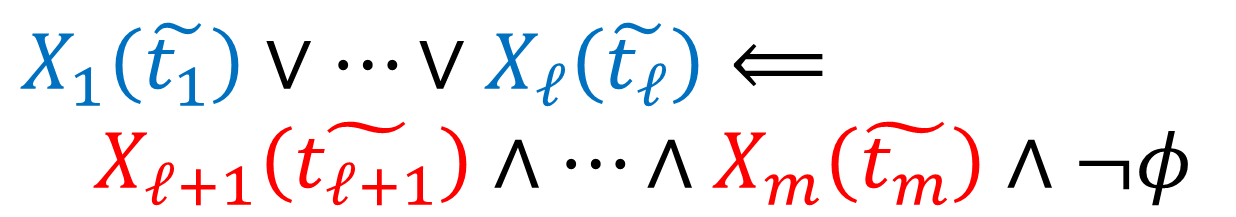 X₁(t̃₁) ∨ ⋯ ∨ X_ℓ(t̃_ℓ) ⟸
X_{ℓ+1}(t̃_{ℓ+1}) ∧ ⋯ ∧ X_m(t̃_m) ∧ ¬ϕ